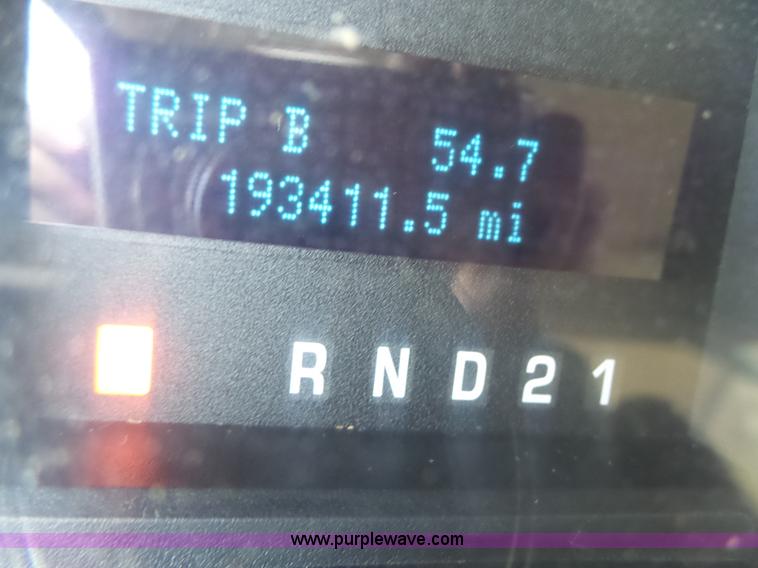 TRIP B 54.7
193411.5 mi
R N D 2 1
www.purplewave.com